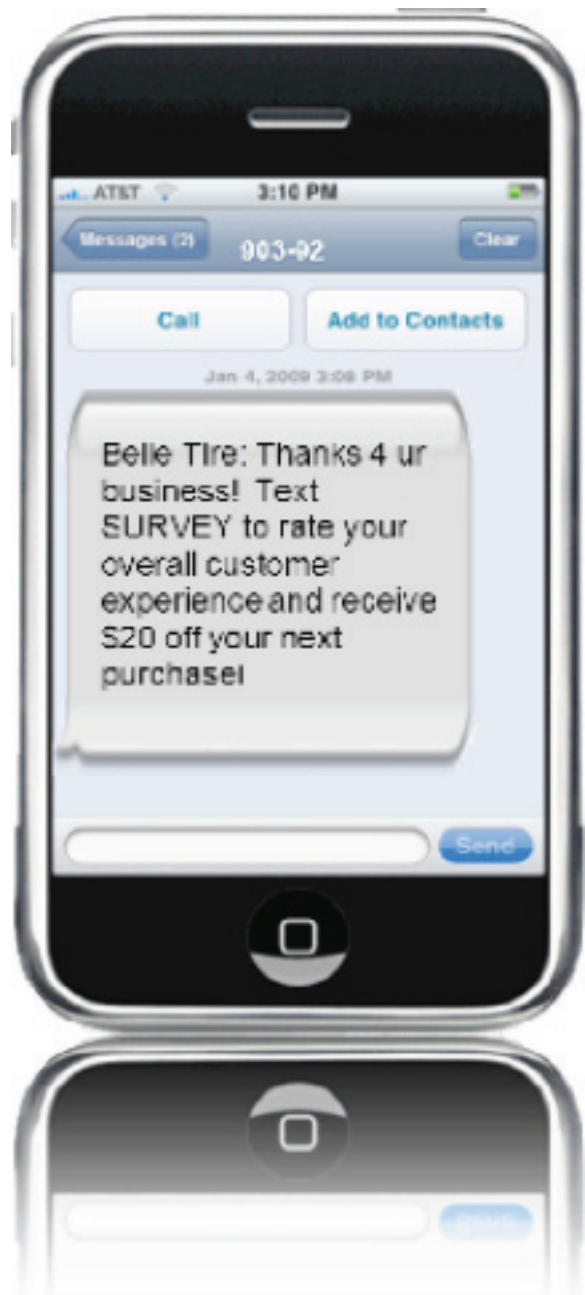 AT&T 3:10 PM
Messages (2) 903-92 Clear
Call Add to Contacts
Jan 4, 2009 3:08 PM
Belle Tire: Thanks 4 ur
business! Text
SURVEY to rate your
overall customer
experience and receive
$20 off your next
purchase!
Send